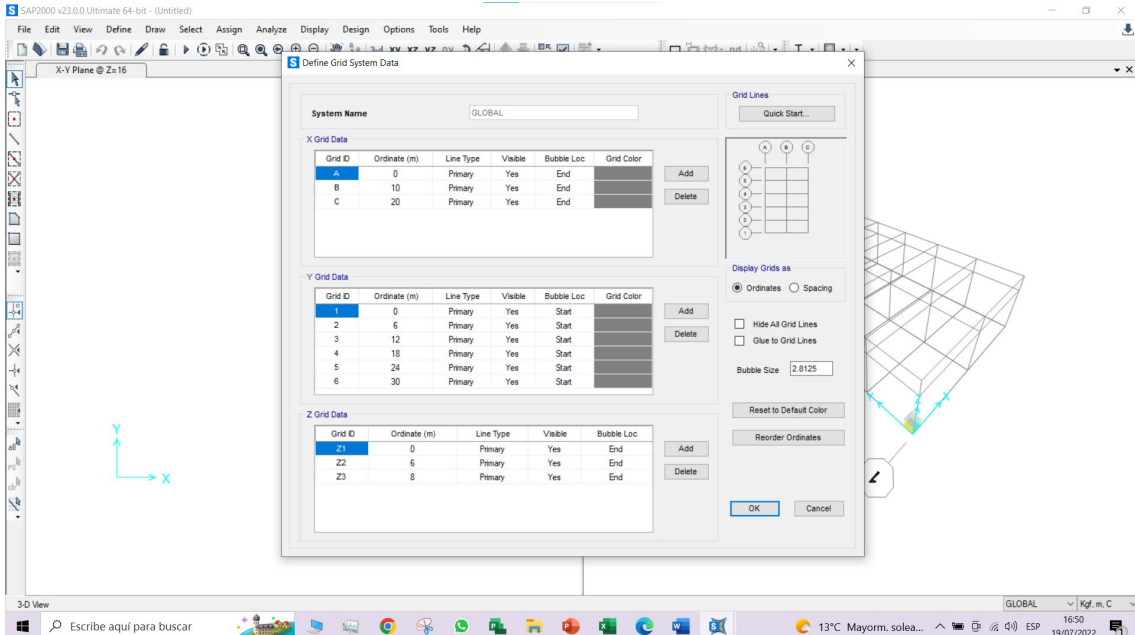 SAP2000 v23.0.0 Ultimate 64-bit - (Untitled)
File Edit View Define Draw Select Assign Analyze Display Design Options Tools Help
X-Y Plane @ Z=16
Define Grid System Data
System Name GLOBAL
Grid Lines
Quick Start...
X Grid Data
Grid ID Ordinate (m) Line Type Visible Bubble Loc Grid Color
A 0 Primary Yes End
B 10 Primary Yes End
C 20 Primary Yes End
Add
Delete
A B C
6
5
4
3
2
1
Y Grid Data
Grid ID Ordinate (m) Line Type Visible Bubble Loc Grid Color
1 0 Primary Yes Start
2 6 Primary Yes Start
3 12 Primary Yes Start
4 18 Primary Yes Start
5 24 Primary Yes Start
6 30 Primary Yes Start
Add
Delete
Display Grids as
Ordinates Spacing
Hide All Grid Lines
Glue to Grid Lines
Bubble Size 2.8125
Reset to Default Color
Reorder Ordinates
Z Grid Data
Grid ID Ordinate (m) Line Type Visible Bubble Loc
Z1 0 Primary Yes End
Z2 6 Primary Yes End
Z3 8 Primary Yes End
Add
Delete
OK Cancel
Y
X
Y Z X
3-D View
GLOBAL Kgf, m, C
Escribe aquí para buscar
13°C Mayorm. solea... ESP
16:50
19/07/2022